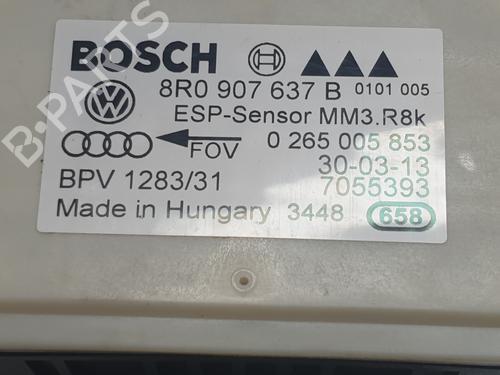 BOSCH
8R0 907 637 B 0101 005
ESP-Sensor MM3.R8k
FOV 0 265 005 853
30-03-13
BPV 1283/31 7055393
Made in Hungary 3448 658
B-PARTS